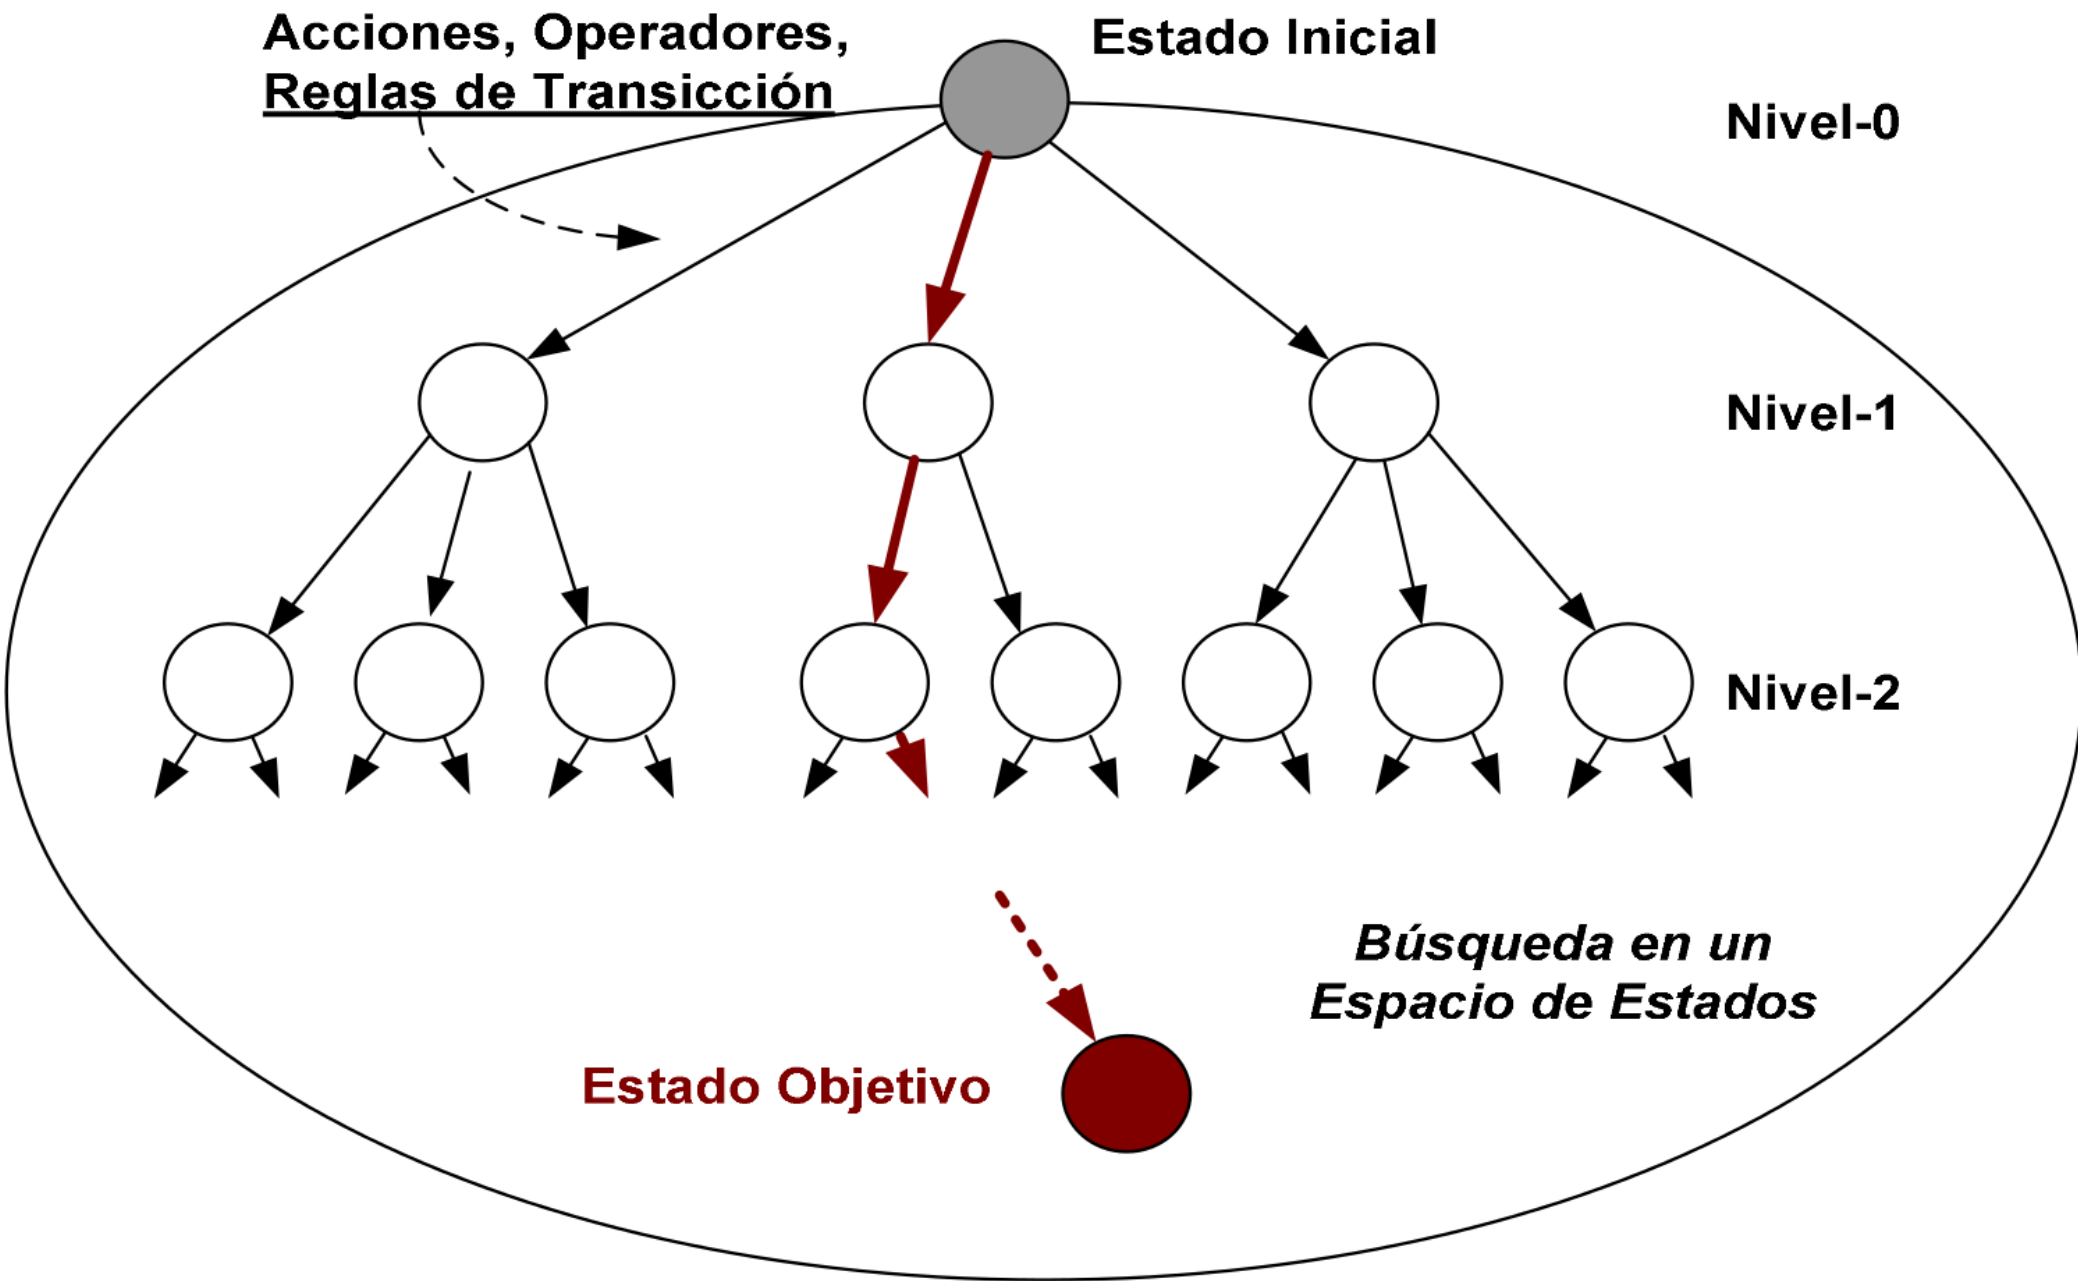 Acciones, Operadores,
Reglas de Transicción
Estado Inicial
Nivel-0
Nivel-1
Nivel-2
Búsqueda en un
Espacio de Estados
Estado Objetivo